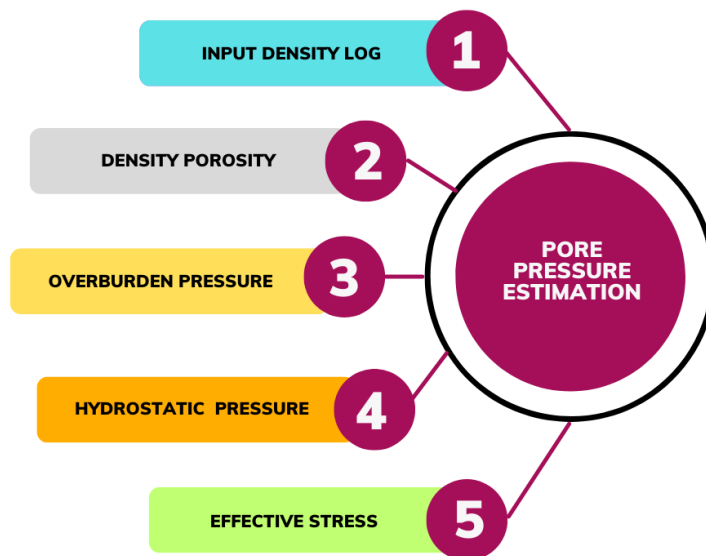 INPUT DENSITY LOG
1
DENSITY POROSITY
2
OVERBURDEN PRESSURE
3
HYDROSTATIC PRESSURE
4
EFFECTIVE STRESS
5
PORE
PRESSURE
ESTIMATION